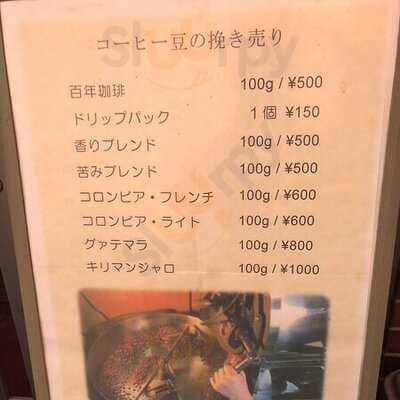 コーヒー豆の挽き売り
百年珈琲 100g / ¥500
ドリップパック 1個 ¥150
香りブレンド 100g / ¥500
苦みブレンド 100g / ¥500
コロンビア・フレンチ 100g / ¥600
コロンビア・ライト 100g / ¥600
グァテマラ 100g / ¥800
キリマンジャロ 100g / ¥1000